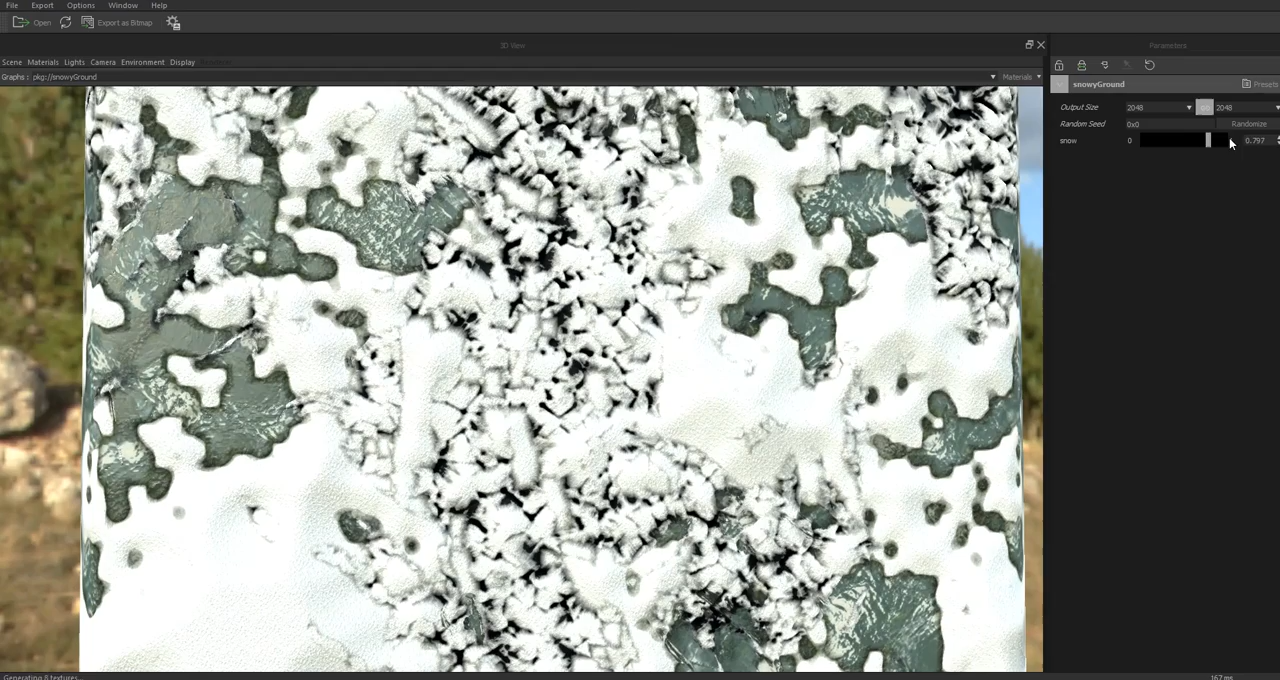 File Export Options Window Help
Open Export as Bitmap
3D View
Parameters
Scene Materials Lights Camera Environment Display
Graphs : pkg://snowyGround Materials
snowyGround Presets
Output Size 2048 2048
Random Seed 0x0 Randomize
snow 0 0.797
Generating 8 textures... 167 ms